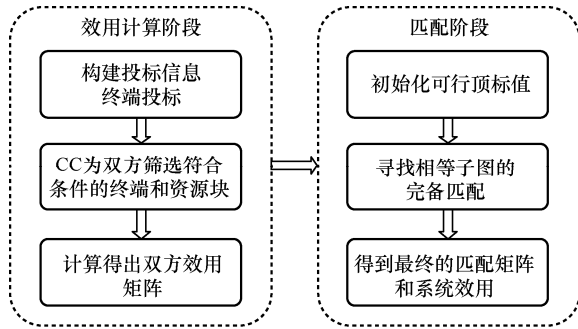 效用计算阶段
构建投标信息
终端投标
CC为双方筛选符合
条件的终端和资源块
计算得出双方效用
矩阵
匹配阶段
初始化可行顶标值
寻找相等子图的
完备匹配
得到最终的匹配矩阵
和系统效用